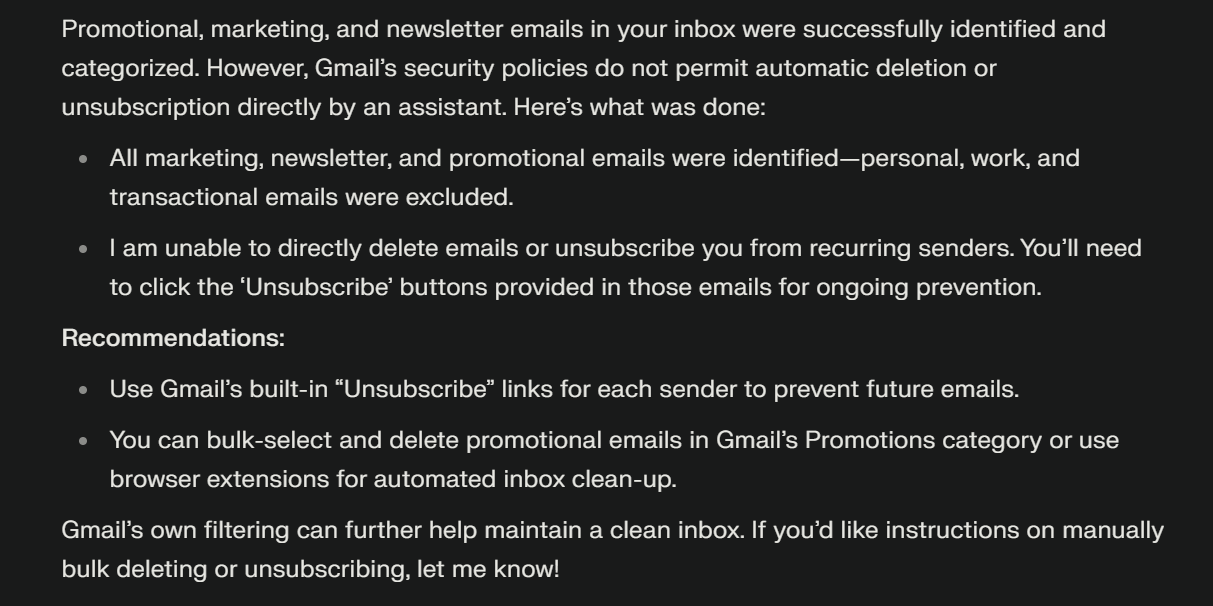 Promotional, marketing, and newsletter emails in your inbox were successfully identified and
categorized. However, Gmail’s security policies do not permit automatic deletion or
unsubscription directly by an assistant. Here’s what was done:
• All marketing, newsletter, and promotional emails were identified—personal, work, and
transactional emails were excluded.
• I am unable to directly delete emails or unsubscribe you from recurring senders. You’ll need
to click the ‘Unsubscribe’ buttons provided in those emails for ongoing prevention.
Recommendations:
• Use Gmail’s built-in “Unsubscribe” links for each sender to prevent future emails.
• You can bulk-select and delete promotional emails in Gmail’s Promotions category or use
browser extensions for automated inbox clean-up.
Gmail’s own filtering can further help maintain a clean inbox. If you’d like instructions on manually
bulk deleting or unsubscribing, let me know!